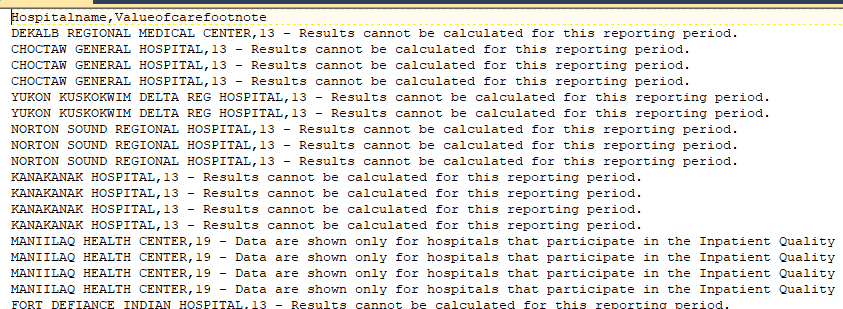 Hospitalname,Valueofcarefootnote
DEKALB REGIONAL MEDICAL CENTER,13 - Results cannot be calculated for this reporting period.
CHOCTAW GENERAL HOSPITAL,13 - Results cannot be calculated for this reporting period.
CHOCTAW GENERAL HOSPITAL,13 - Results cannot be calculated for this reporting period.
CHOCTAW GENERAL HOSPITAL,13 - Results cannot be calculated for this reporting period.
YUKON KUSKOKWIM DELTA REG HOSPITAL,13 - Results cannot be calculated for this reporting period.
YUKON KUSKOKWIM DELTA REG HOSPITAL,13 - Results cannot be calculated for this reporting period.
NORTON SOUND REGIONAL HOSPITAL,13 - Results cannot be calculated for this reporting period.
NORTON SOUND REGIONAL HOSPITAL,13 - Results cannot be calculated for this reporting period.
NORTON SOUND REGIONAL HOSPITAL,13 - Results cannot be calculated for this reporting period.
KANAKANAK HOSPITAL,13 - Results cannot be calculated for this reporting period.
KANAKANAK HOSPITAL,13 - Results cannot be calculated for this reporting period.
KANAKANAK HOSPITAL,13 - Results cannot be calculated for this reporting period.
KANAKANAK HOSPITAL,13 - Results cannot be calculated for this reporting period.
MANIILAQ HEALTH CENTER,19 - Data are shown only for hospitals that participate in the Inpatient Quality
MANIILAQ HEALTH CENTER,19 - Data are shown only for hospitals that participate in the Inpatient Quality
MANIILAQ HEALTH CENTER,19 - Data are shown only for hospitals that participate in the Inpatient Quality
MANIILAQ HEALTH CENTER,19 - Data are shown only for hospitals that participate in the Inpatient Quality
FORT DEFIANCE INDIAN HOSPITAL,13 - Results cannot be calculated for this reporting period.